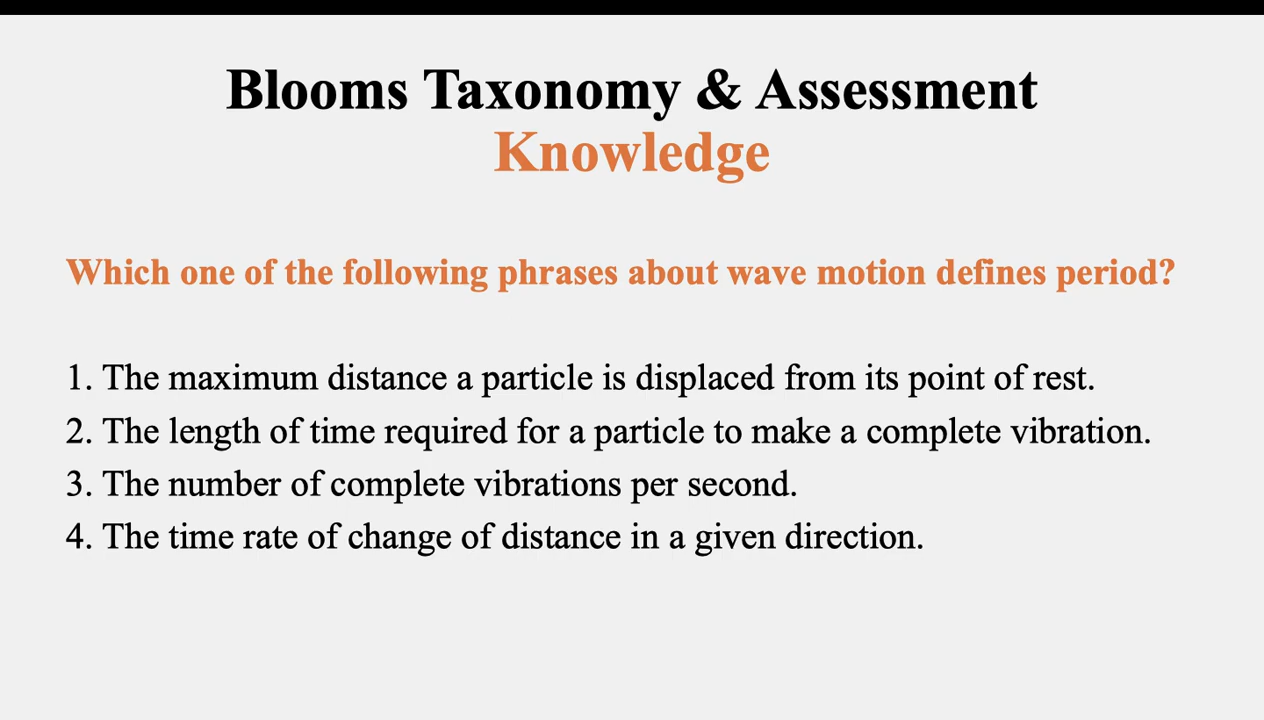 Blooms Taxonomy & Assessment
Knowledge
Which one of the following phrases about wave motion defines period?
1. The maximum distance a particle is displaced from its point of rest.
2. The length of time required for a particle to make a complete vibration.
3. The number of complete vibrations per second.
4. The time rate of change of distance in a given direction.